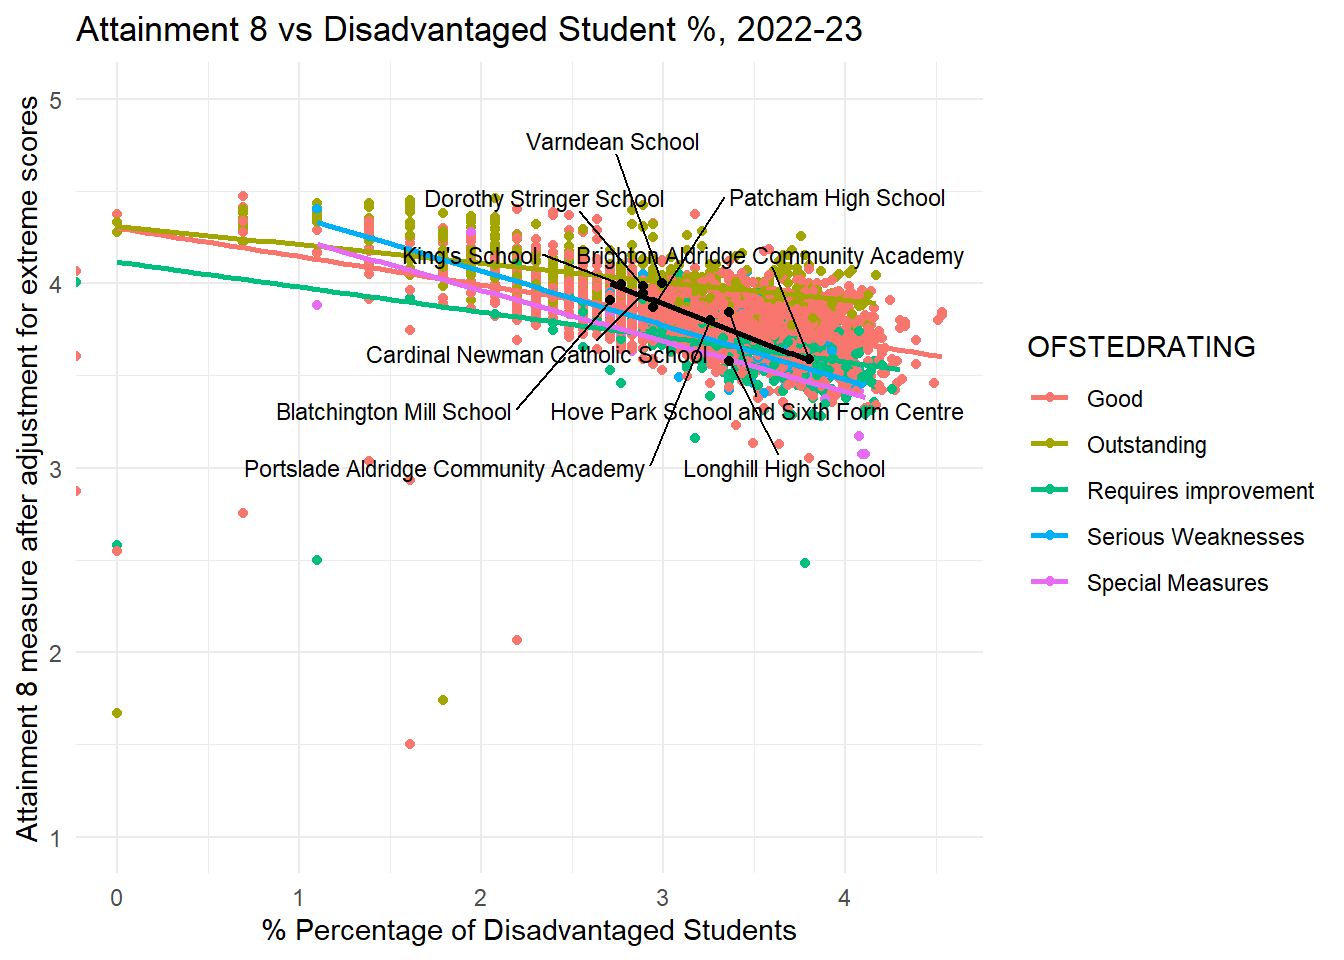 Attainment 8 vs Disadvantaged Student %, 2022-23
Attainment 8 measure after adjustment for extreme scores
5
4
3
2
1
Varndean School
Dorothy Stringer School
Patcham High School
King's School
Brighton Aldridge Community Academy
Cardinal Newman Catholic School
Blatchington Mill School
Hove Park School and Sixth Form Centre
Portslade Aldridge Community Academy
Longhill High School
0 1 2 3 4
% Percentage of Disadvantaged Students
OFSTEDRATING
Good
Outstanding
Requires improvement
Serious Weaknesses
Special Measures